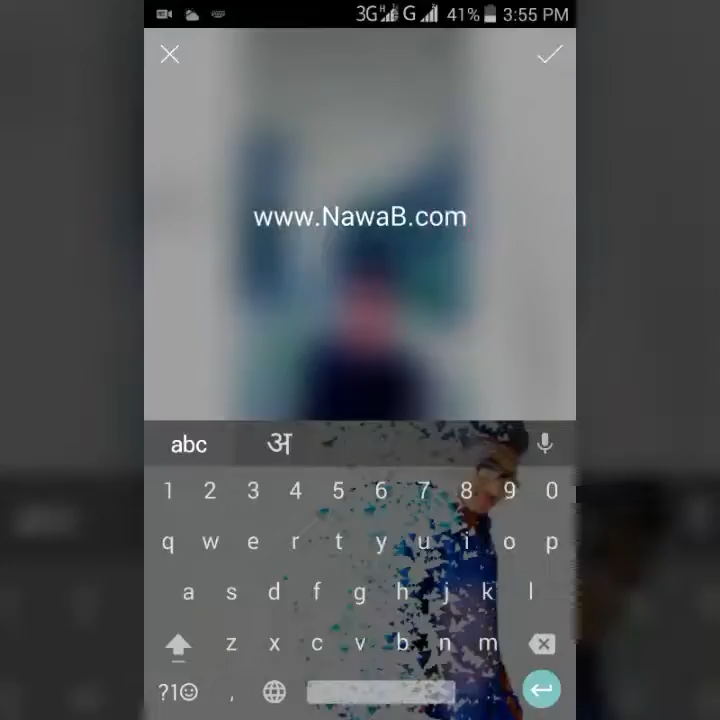 3G H G 41% 3:55 PM
www.NawaB.com
abc अ
1 2 3 4 5 6 7 8 9 0
q w e r t y u i o p
a s d f g h j k l
z x c v b n m
?1☺ ,